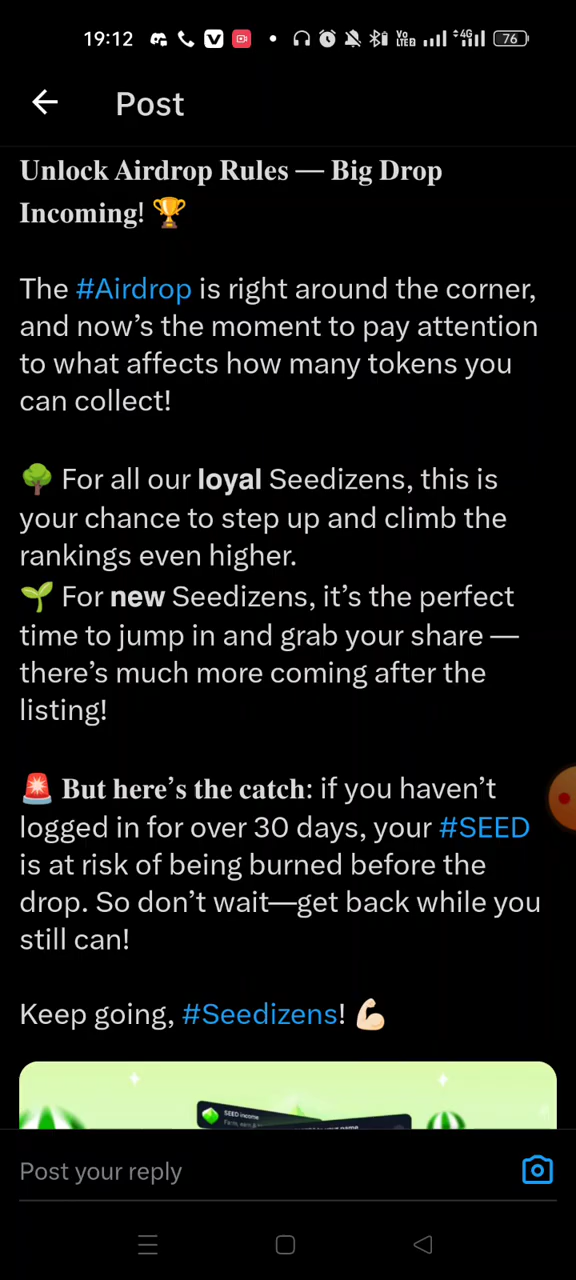 19:12
Vo LTE2
4G
76
Post
Unlock Airdrop Rules — Big Drop
Incoming! 🏆
The #Airdrop is right around the corner,
and now’s the moment to pay attention
to what affects how many tokens you
can collect!
🌳 For all our loyal Seedizens, this is
your chance to step up and climb the
rankings even higher.
🌱 For new Seedizens, it’s the perfect
time to jump in and grab your share —
there’s much more coming after the
listing!
🚨 But here’s the catch: if you haven’t
logged in for over 30 days, your #SEED
is at risk of being burned before the
drop. So don’t wait—get back while you
still can!
Keep going, #Seedizens! 💪🏻
SEED income
Post your reply